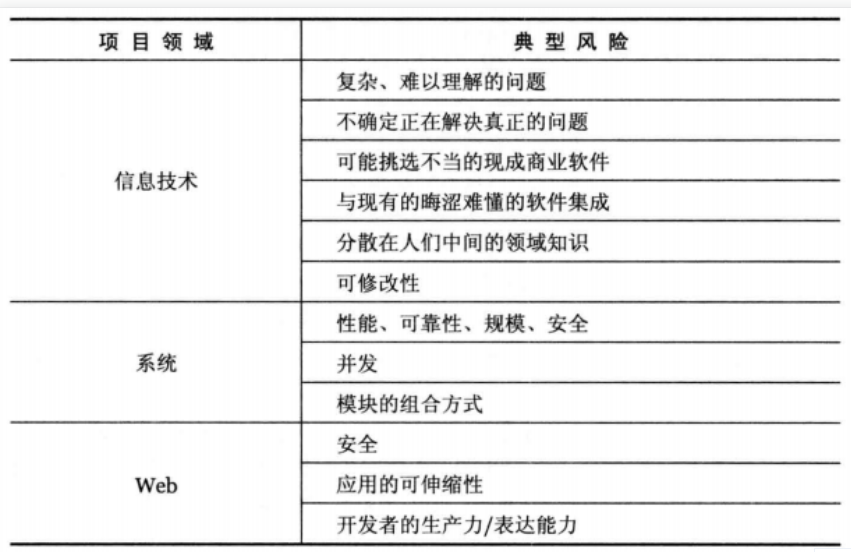 项目领域 典型风险
复杂、难以理解的问题
不确定正在解决真正的问题
可能挑选不当的现成商业软件
信息技术
与现有的晦涩难懂的软件集成
分散在人们中间的领域知识
可修改性
性能、可靠性、规模、安全
系统 并发
模块的组合方式
安全
Web 应用的可伸缩性
开发者的生产力/表达能力